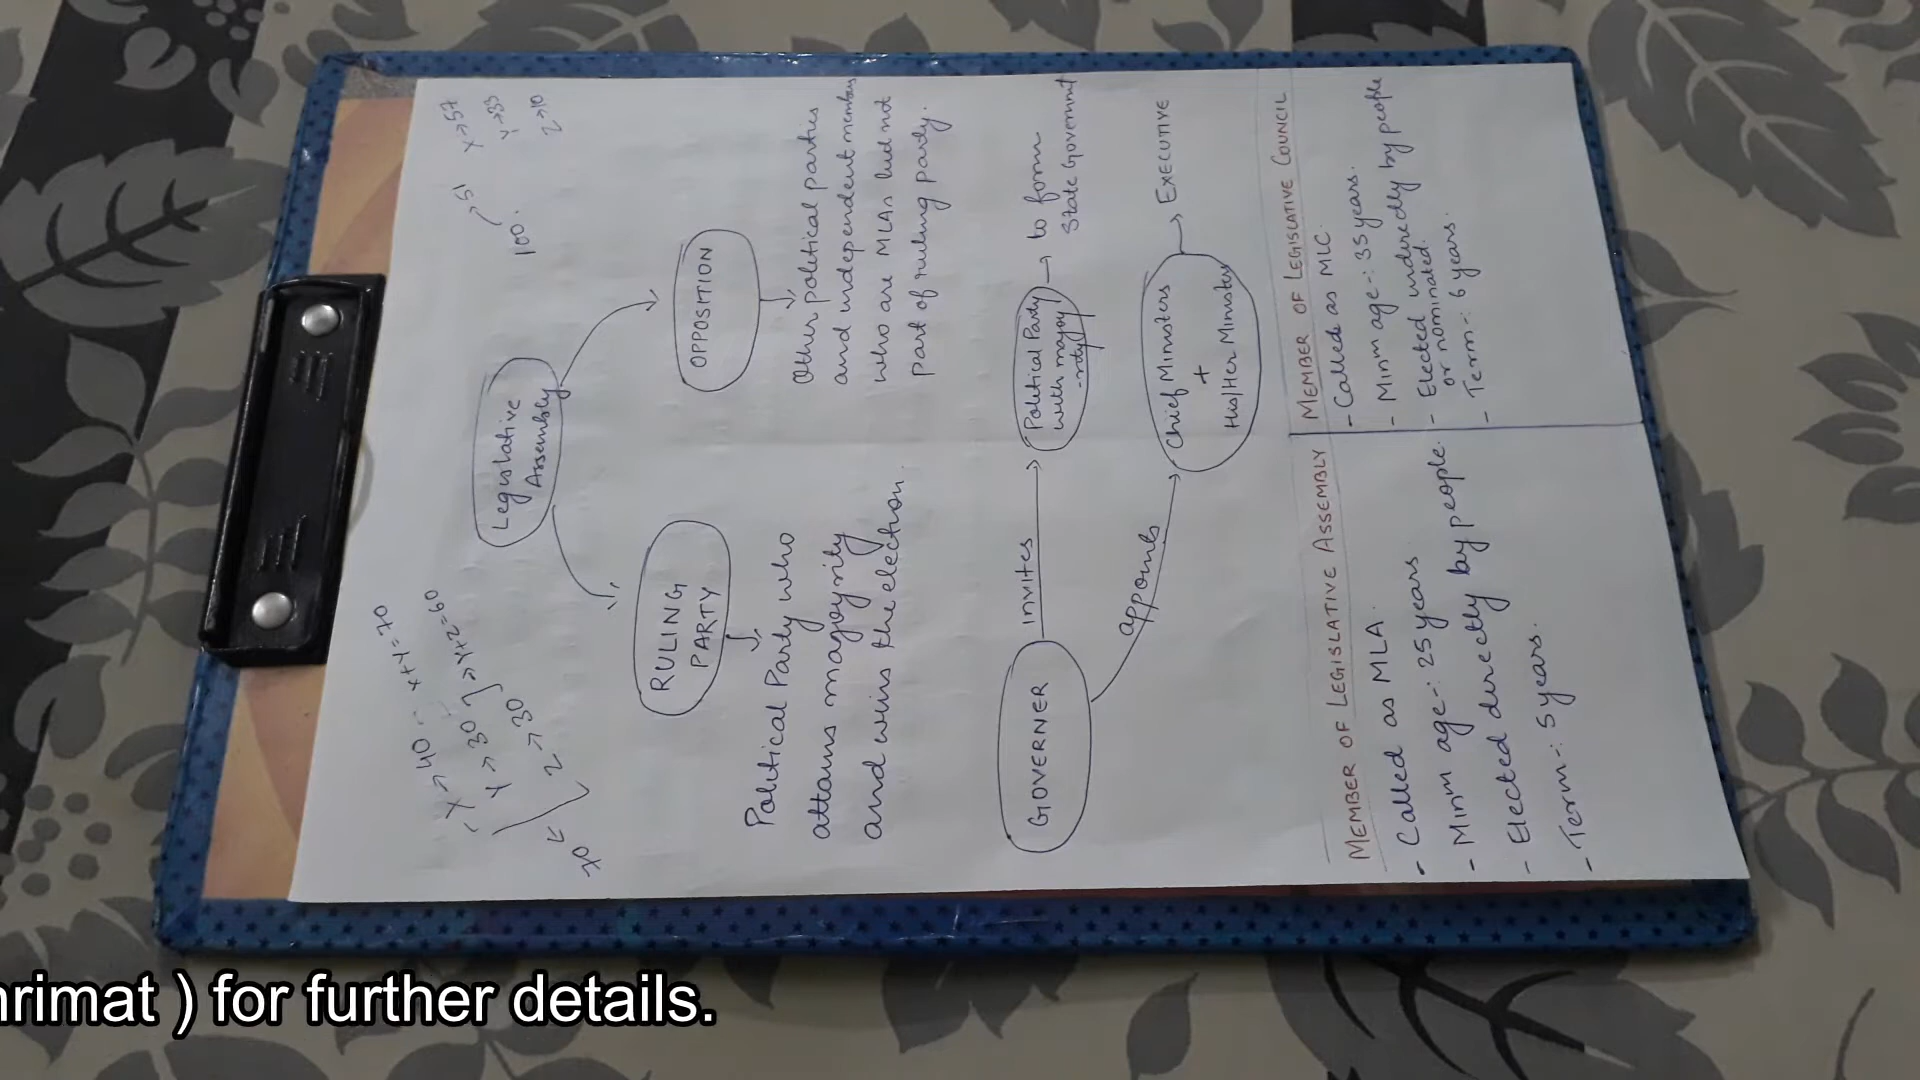 X→40 - X+Y=70
Y→30 }→Y+Z=60
Z→30
70
100 →51
X→57
Y→33
Z→10
Legislative
Assembly
RULING
PARTY
Political Party who
attains majority
and wins the election.
OPPOSITION
Other political parties
and independent members
who are MLAs but not
part of ruling party.
GOVERNER
invites
Political Party
with major
-rity
to form
State Government
appoints
Chief Ministers
+
His/Her Ministers
EXECUTIVE
MEMBER OF LEGISLATIVE ASSEMBLY
- Called as MLA.
- Minm age-: 25 years
- Elected directly by people.
- Term-: 5 years.
MEMBER OF LEGISLATIVE COUNCIL
- Called as MLC.
- Minm age-: 35 years.
- Elected indirectly by people
or nominated.
- Term-: 6 years.
hrimat ) for further details.